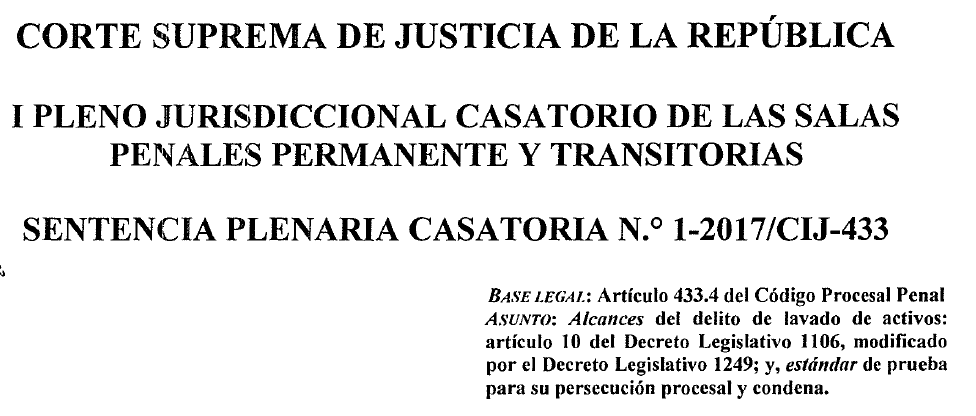 CORTE SUPREMA DE JUSTICIA DE LA REPÚBLICA
I PLENO JURISDICCIONAL CASATORIO DE LAS SALAS
PENALES PERMANENTE Y TRANSITORIAS
SENTENCIA PLENARIA CASATORIA N.° 1-2017/CIJ-433
BASE LEGAL: Artículo 433.4 del Código Procesal Penal
ASUNTO: Alcances del delito de lavado de activos:
artículo 10 del Decreto Legislativo 1106, modificado
por el Decreto Legislativo 1249; y, estándar de prueba
para su persecución procesal y condena.